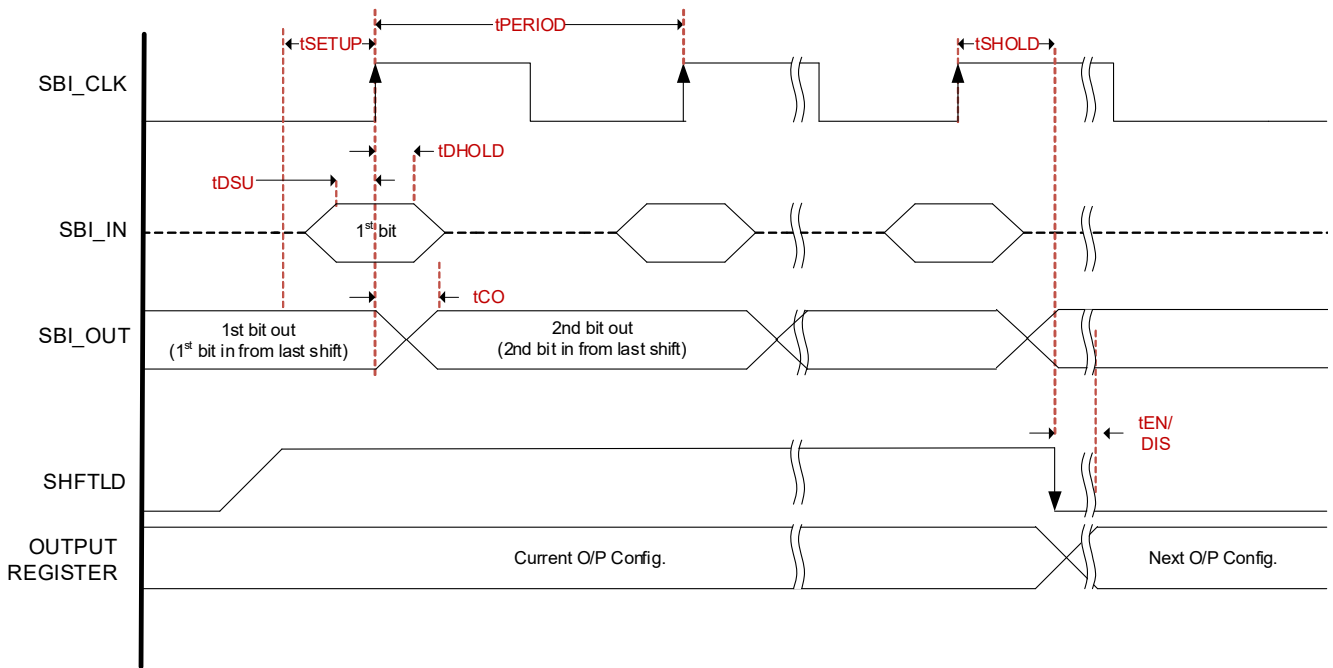 tPERIOD
tSETUP
tSHOLD
SBI_CLK
tDHOLD
tDSU
SBI_IN
1st bit
tCO
SBI_OUT
1st bit out
(1st bit in from last shift)
2nd bit out
(2nd bit in from last shift)
tEN/
DIS
SHFTLD
OUTPUT
REGISTER
Current O/P Config.
Next O/P Config.